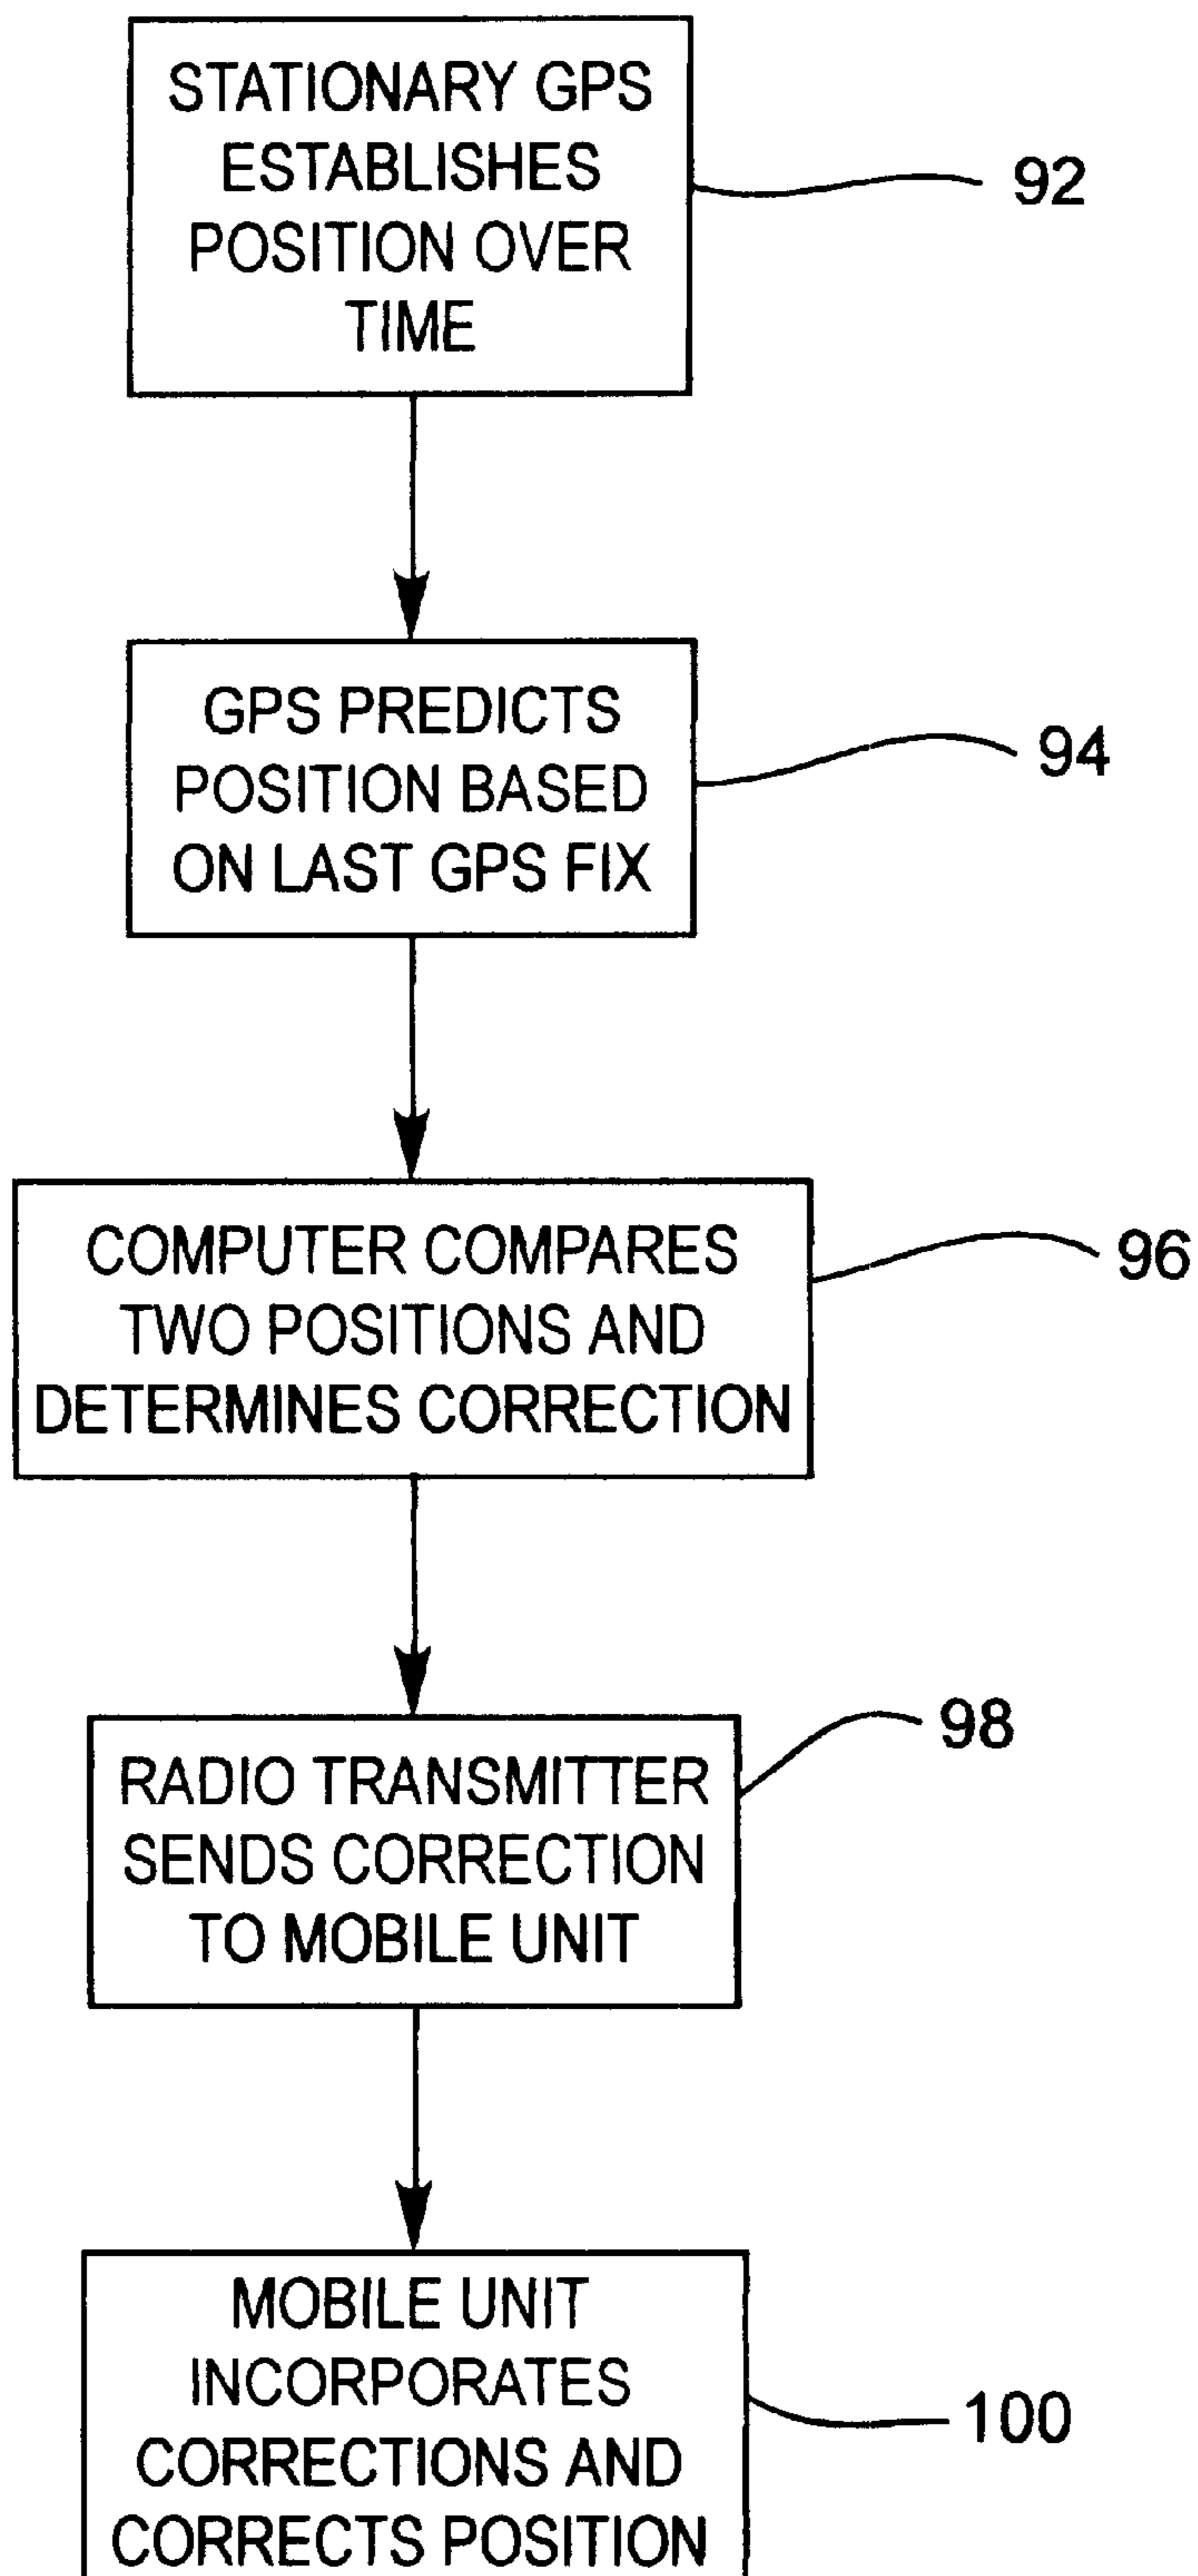 STATIONARY GPS
ESTABLISHES
POSITION OVER
TIME
92
GPS PREDICTS
POSITION BASED
ON LAST GPS FIX
94
COMPUTER COMPARES
TWO POSITIONS AND
DETERMINES CORRECTION
96
RADIO TRANSMITTER
SENDS CORRECTION
TO MOBILE UNIT
98
MOBILE UNIT
INCORPORATES
CORRECTIONS AND
CORRECTS POSITION
100